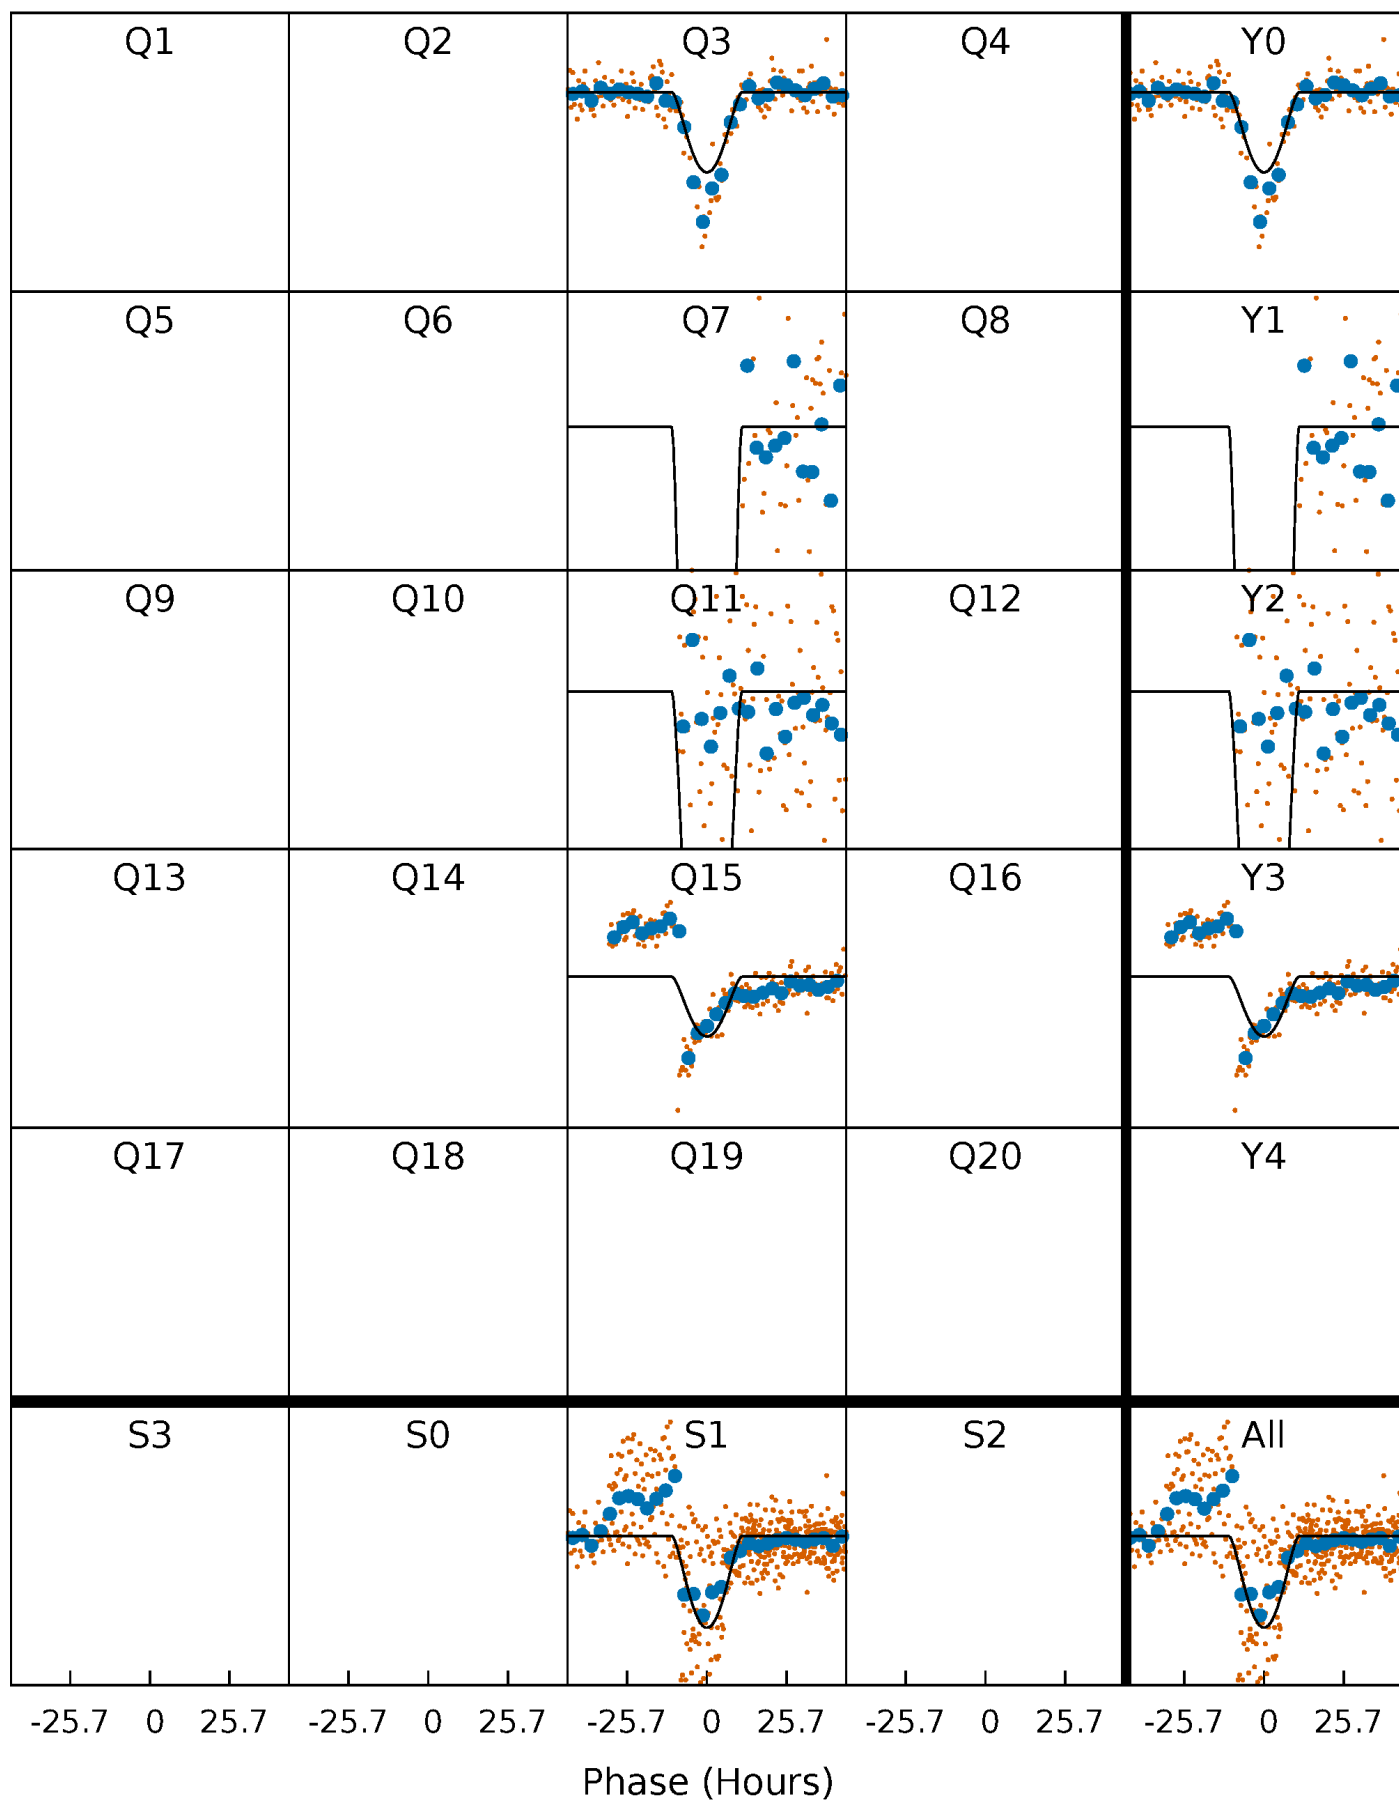 Q1 Q2 Q3 Q4 Y0
Q5 Q6 Q7 Q8 Y1
Q9 Q10 Q11 Q12 Y2
Q13 Q14 Q15 Q16 Y3
Q17 Q18 Q19 Q20 Y4
S3 S0 S1 S2 All
-25.7 0 25.7 -25.7 0 25.7 -25.7 0 25.7 -25.7 0 25.7 -25.7 0 25.7
Phase (Hours)